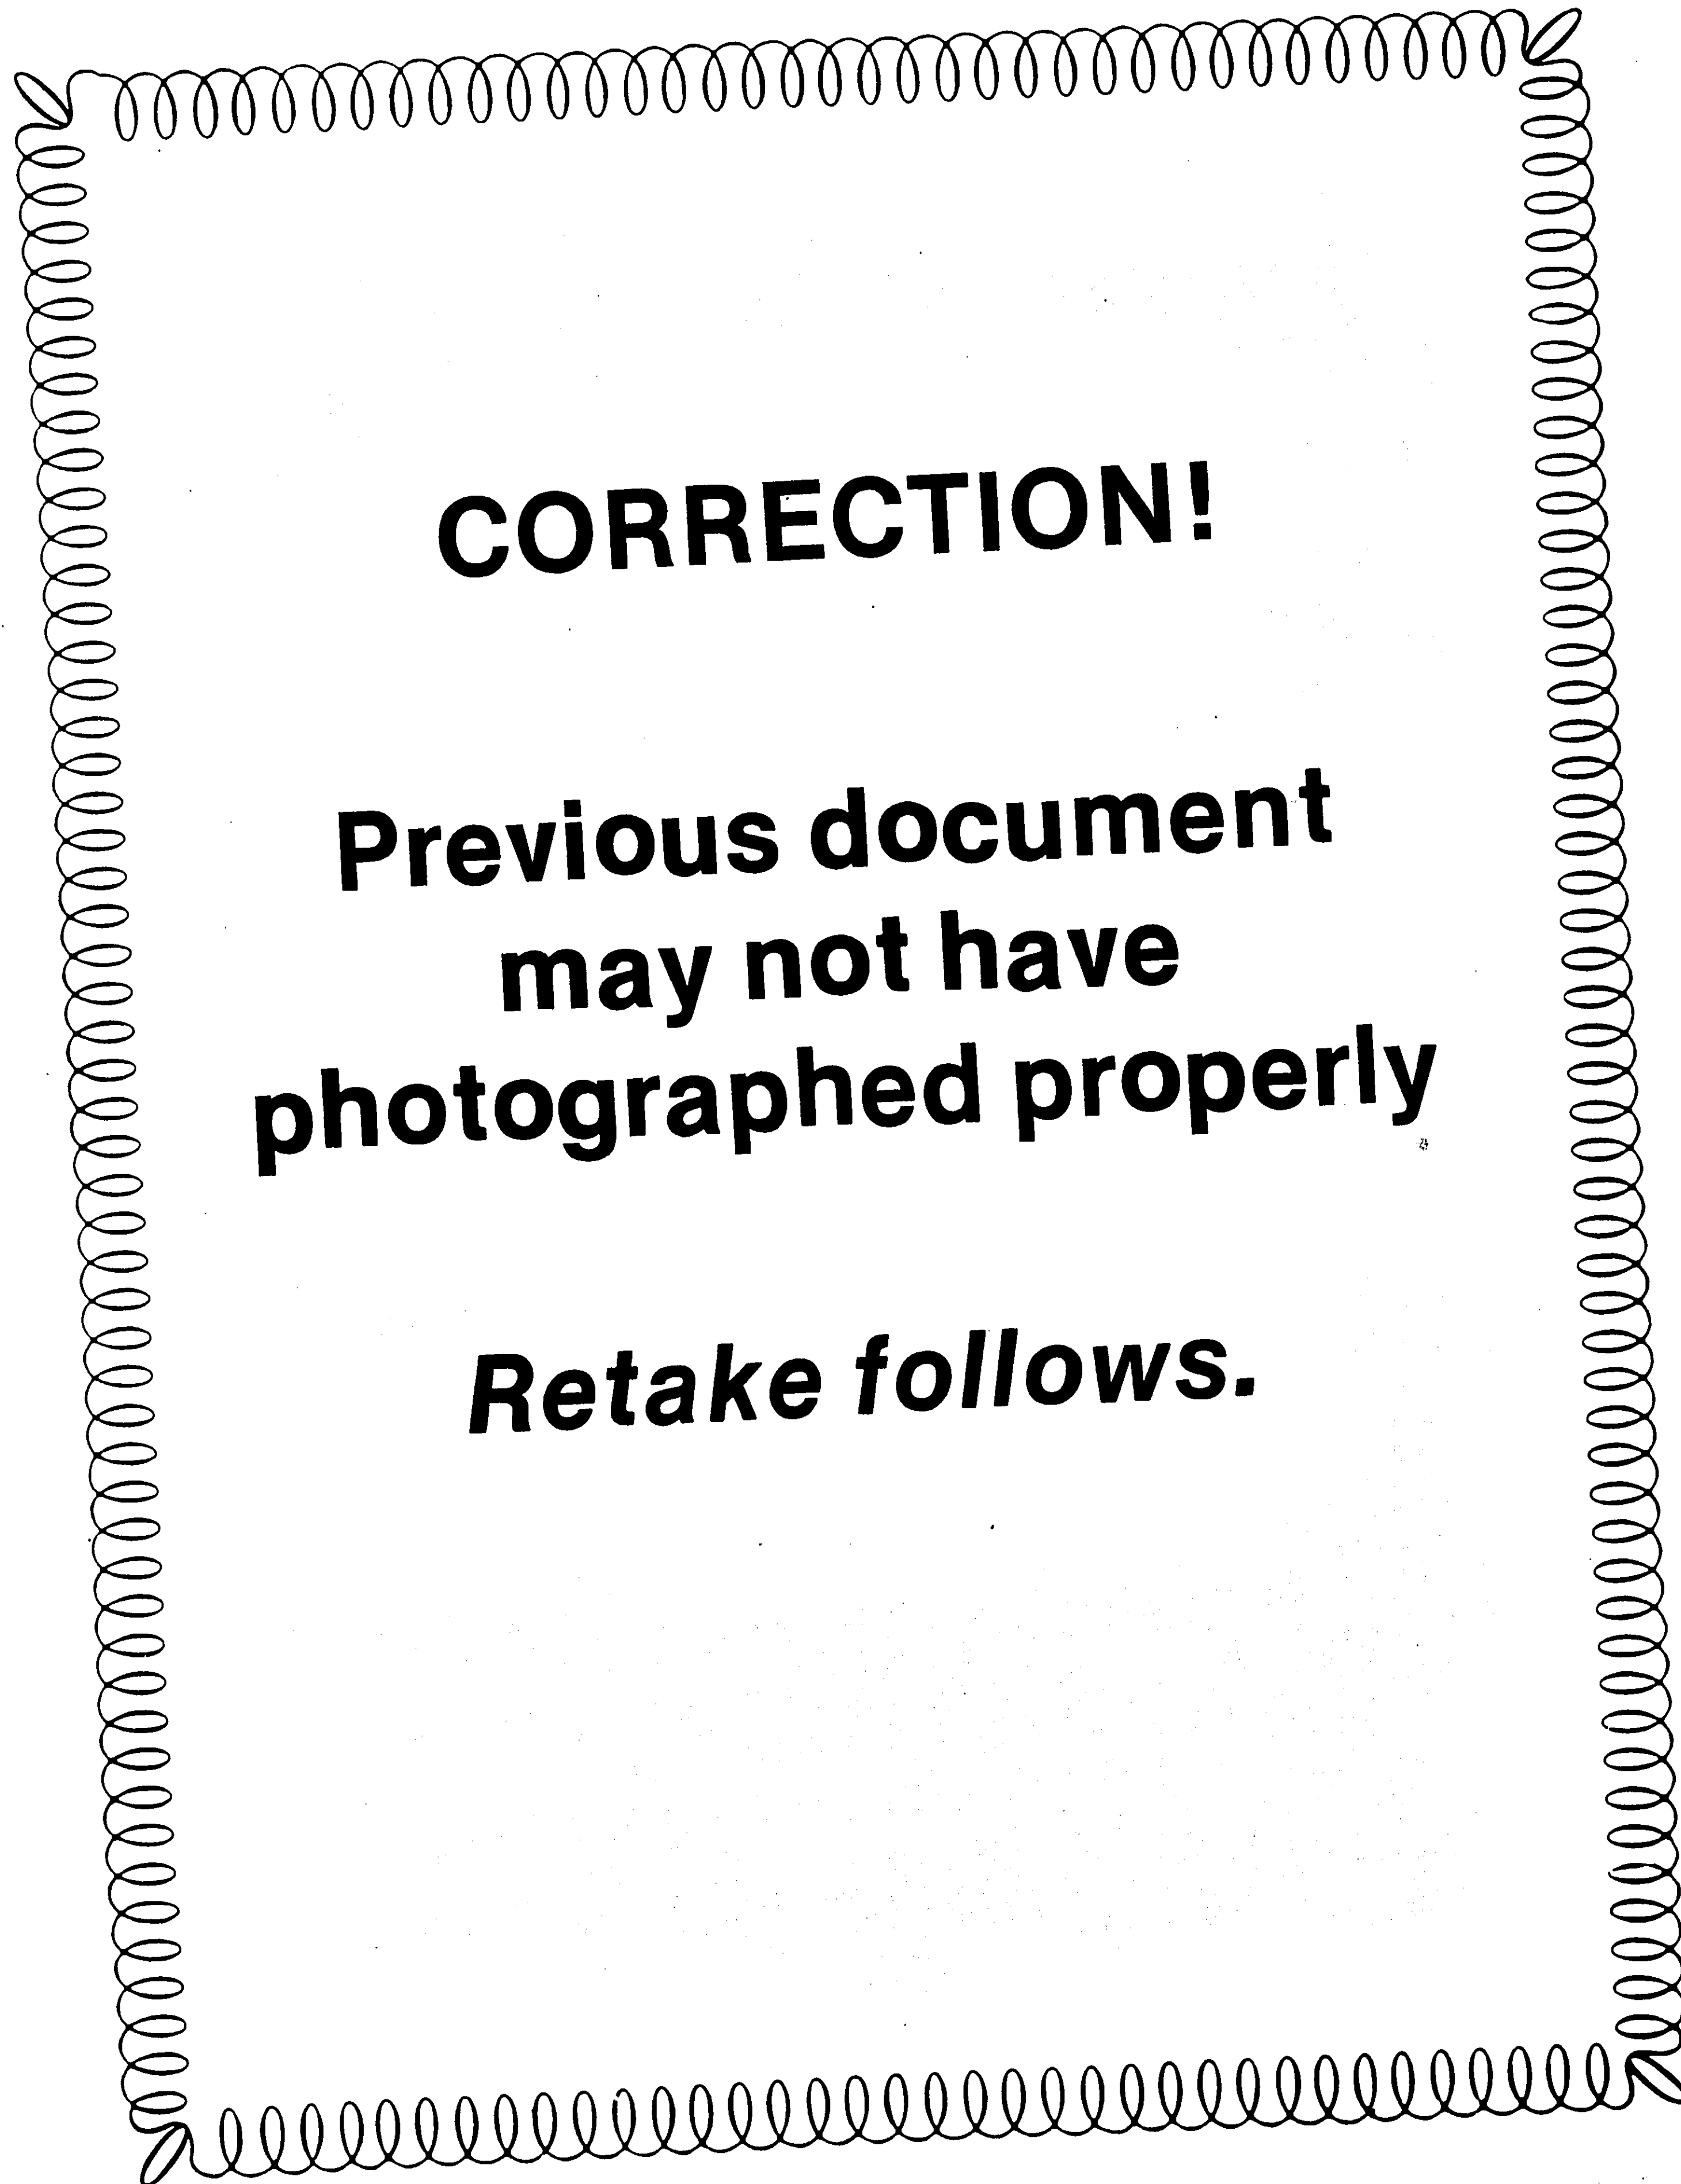 CORRECTION!
Previous document
may not have
photographed properly
Retake follows.